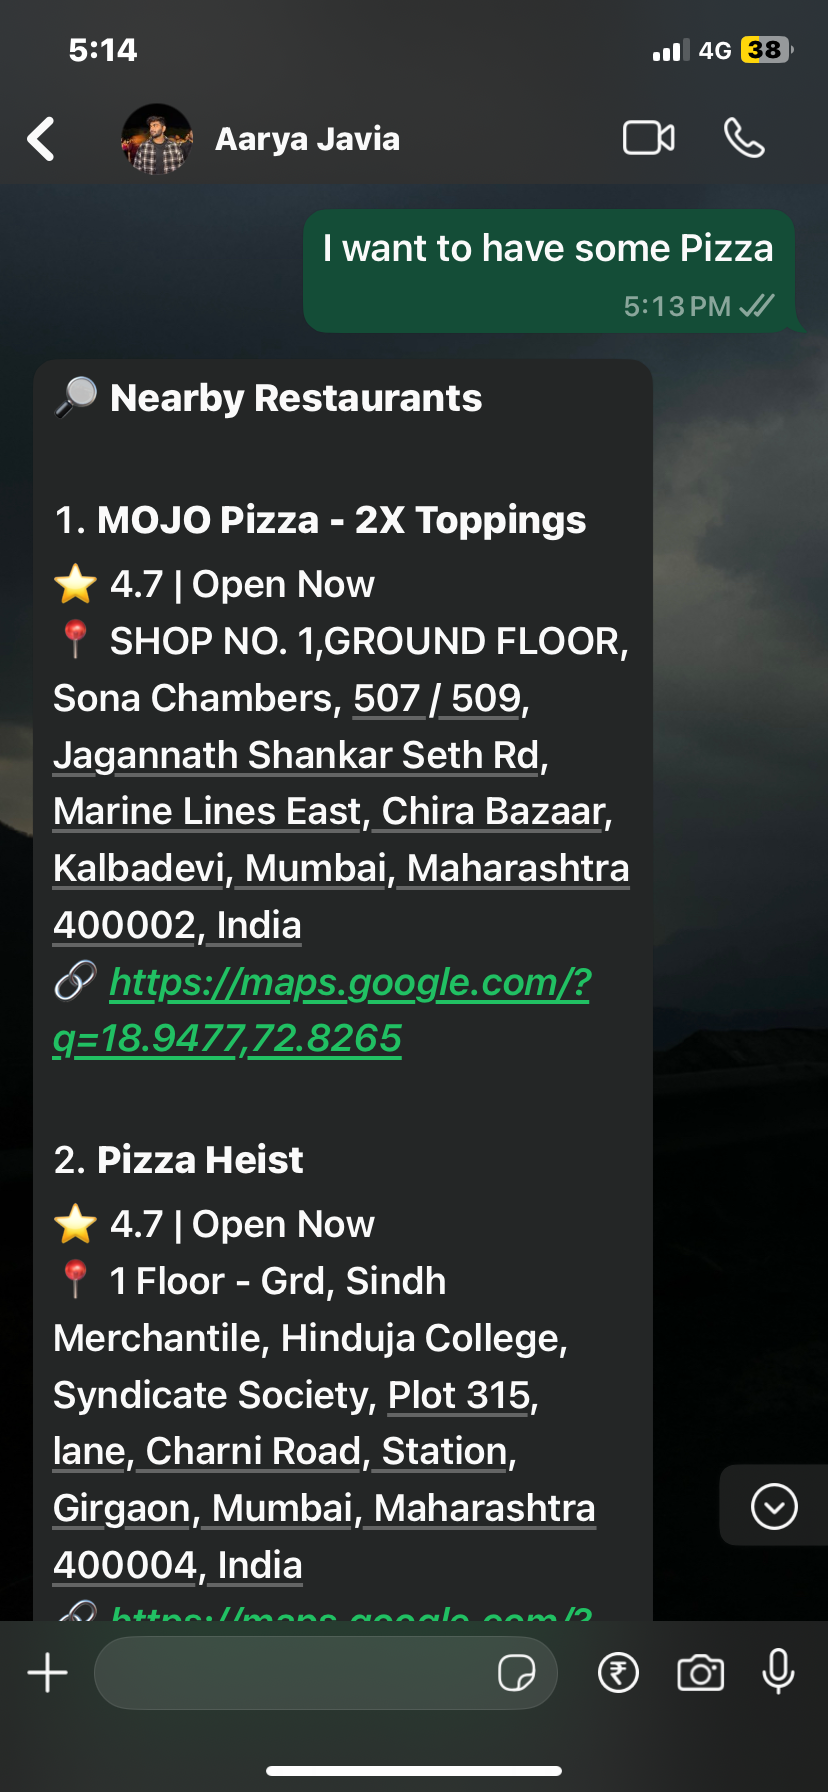 5:14
4G 38
Aarya Javia
I want to have some Pizza
5:13 PM
Nearby Restaurants
1. MOJO Pizza - 2X Toppings
4.7 | Open Now
SHOP NO. 1,GROUND FLOOR,
Sona Chambers, 507 / 509,
Jagannath Shankar Seth Rd,
Marine Lines East, Chira Bazaar,
Kalbadevi, Mumbai, Maharashtra
400002, India
https://maps.google.com/?
q=18.9477,72.8265
2. Pizza Heist
4.7 | Open Now
1 Floor - Grd, Sindh
Merchantile, Hinduja College,
Syndicate Society, Plot 315,
lane, Charni Road, Station,
Girgaon, Mumbai, Maharashtra
400004, India
https://maps.google.com/?